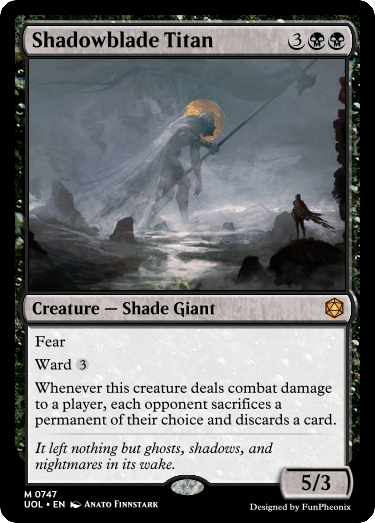 Shadowblade Titan 3
Creature — Shade Giant
Fear
Ward 3
Whenever this creature deals combat damage
to a player, each opponent sacrifices a
permanent of their choice and discards a card.
It left nothing but ghosts, shadows, and
nightmares in its wake.
5/3
M 0747
UOL • EN ANATO FINNSTARK
Designed by FunPheonix